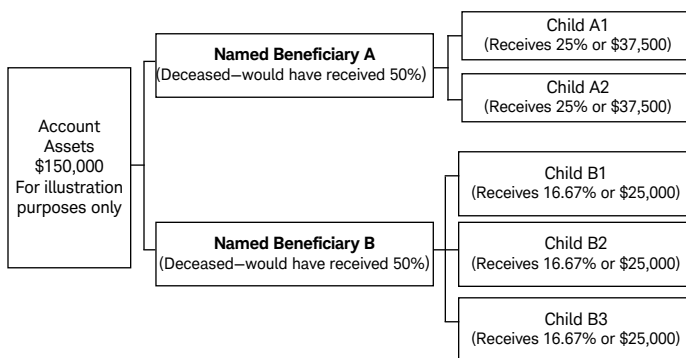 Account
Assets
$150,000
For illustration
purposes only
Named Beneficiary A
(Deceased—would have received 50%)
Child A1
(Receives 25% or $37,500)
Child A2
(Receives 25% or $37,500)
Named Beneficiary B
(Deceased—would have received 50%)
Child B1
(Receives 16.67% or $25,000)
Child B2
(Receives 16.67% or $25,000)
Child B3
(Receives 16.67% or $25,000)